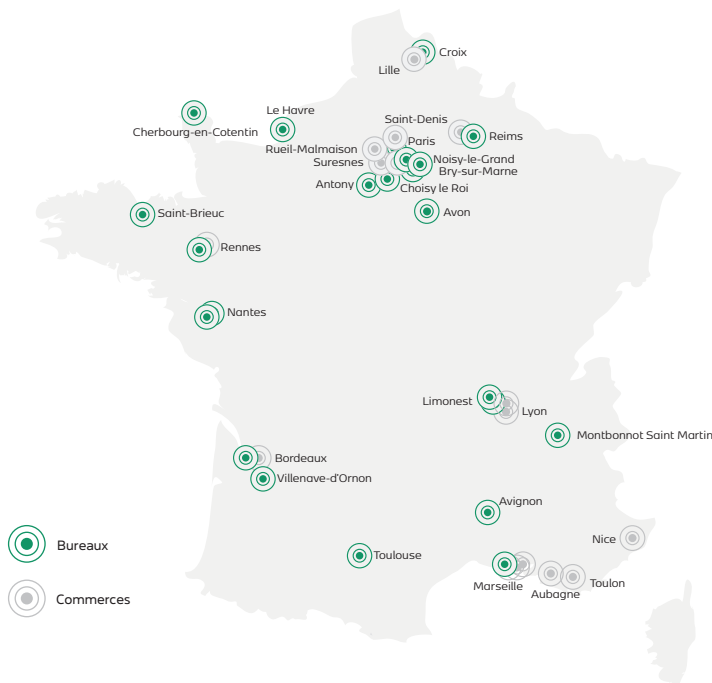 Croix
Lille
Le Havre
Cherbourg-en-Cotentin
Saint-Denis
Reims
Paris
Rueil-Malmaison
Suresnes
Noisy-le-Grand
Bry-sur-Marne
Antony
Choisy le Roi
Avon
Saint-Brieuc
Rennes
Nantes
Limonest
Lyon
Montbonnot Saint Martin
Bordeaux
Villenave-d'Ornon
Avignon
Nice
Bureaux
Toulouse
Marseille
Toulon
Aubagne
Commerces